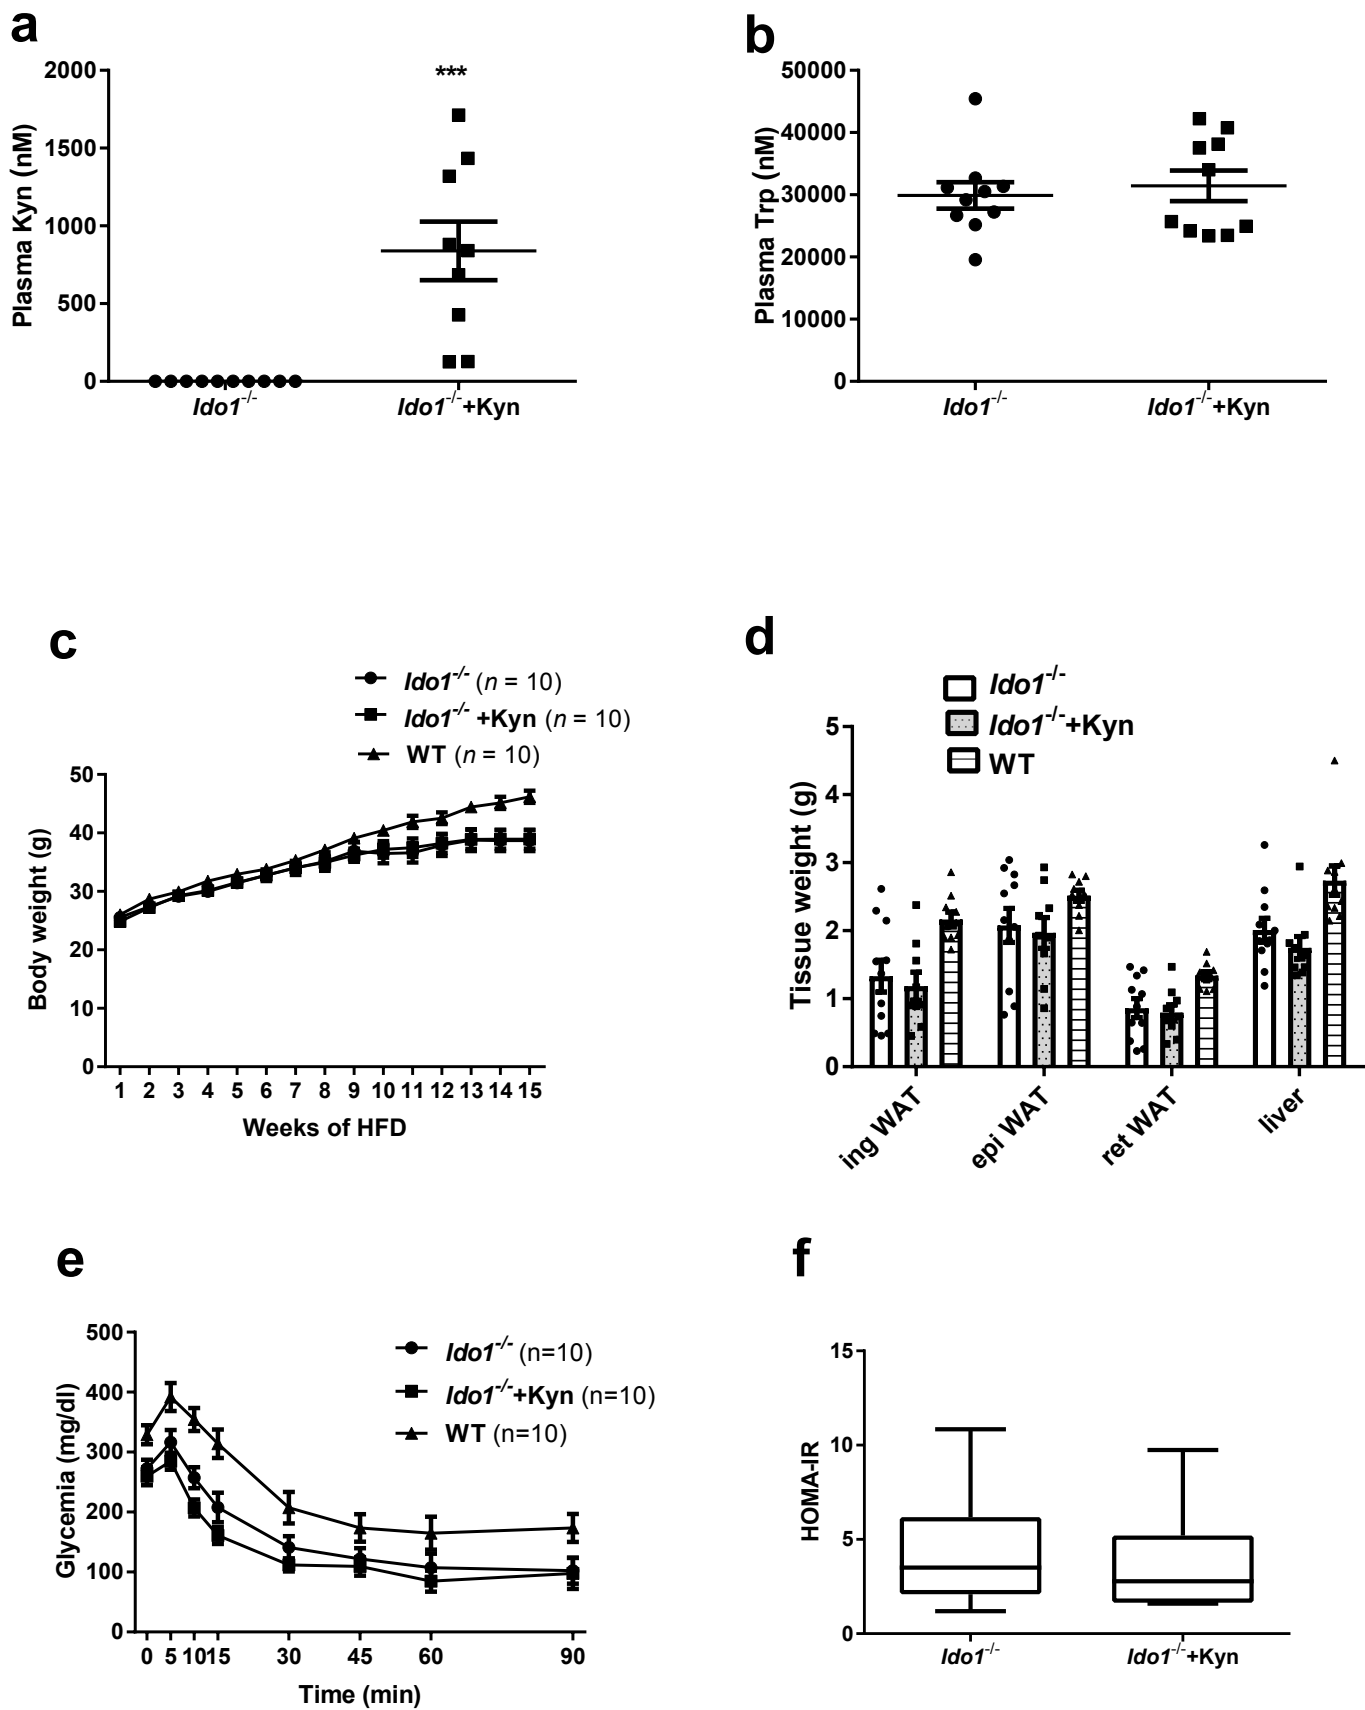 a
Plasma Kyn (nM)
2000
1500
1000
500
0
***
Ido1-/-
Ido1-/-+Kyn
b
Plasma Trp (nM)
50000
40000
30000
20000
10000
0
Ido1-/-
Ido1-/-+Kyn
c
Ido1-/- (n = 10)
Ido1-/- +Kyn (n = 10)
WT (n = 10)
Body weight (g)
50
40
30
20
10
0
1 2 3 4 5 6 7 8 9 10 11 12 13 14 15
Weeks of HFD
d
Ido1-/-
Ido1-/-+Kyn
WT
Tissue weight (g)
5
4
3
2
1
0
ing WAT
epi WAT
ret WAT
liver
e
Ido1-/- (n=10)
Ido1-/-+Kyn (n=10)
WT (n=10)
Glycemia (mg/dl)
500
400
300
200
100
0
0 5 10 15 30 45 60 90
Time (min)
f
HOMA-IR
15
10
5
0
Ido1-/-
Ido1-/-+Kyn